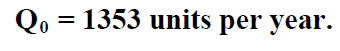 Q₀ = 1353 units per year.